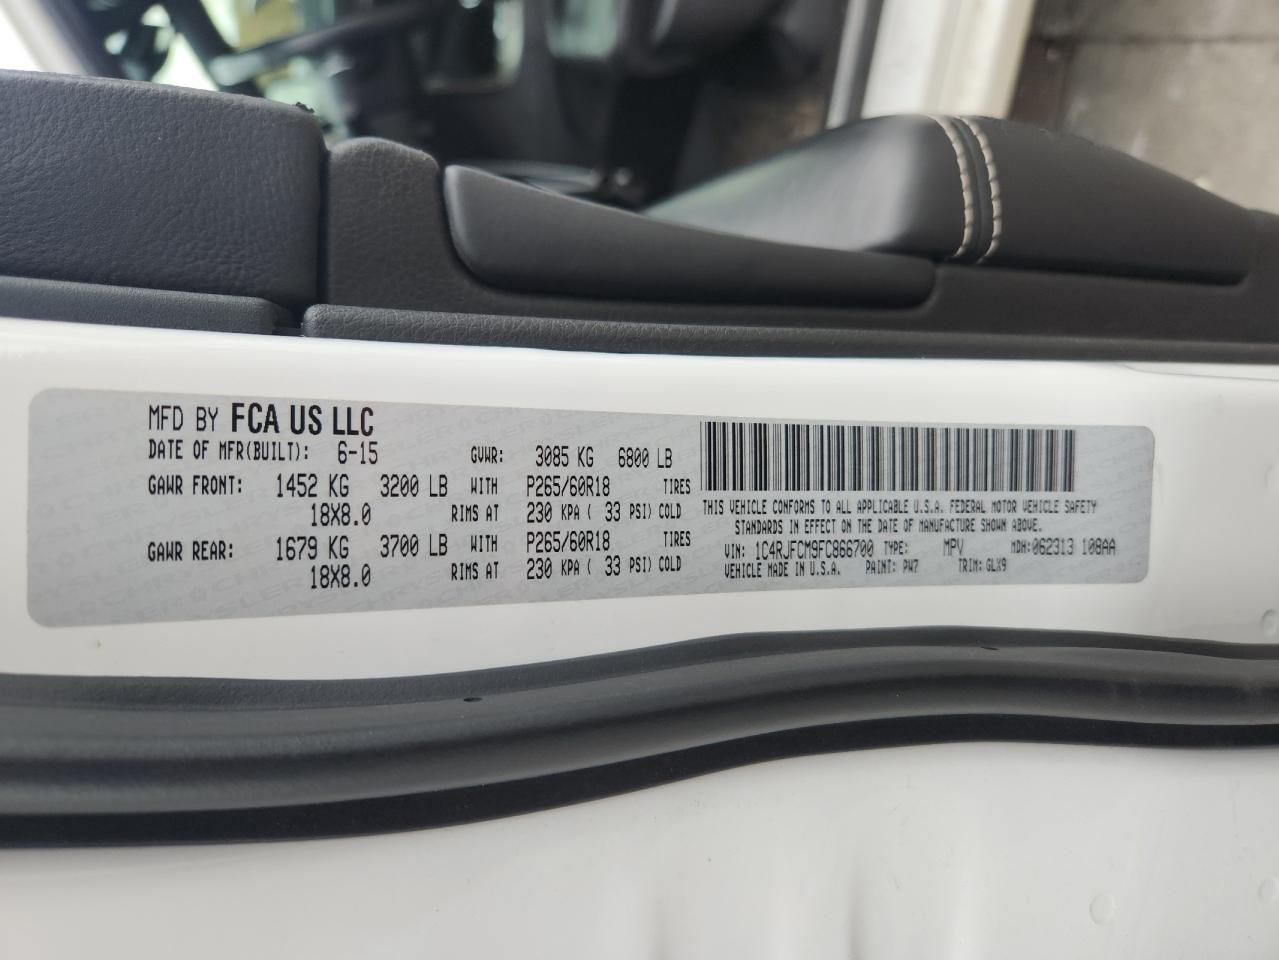 MFD BY FCA US LLC
DATE OF MFR(BUILT): 6-15 GVWR: 3085 KG 6800 LB
GAWR FRONT: 1452 KG 3200 LB WITH P265/60R18 TIRES
18X8.0 RIMS AT 230 KPA ( 33 PSI) COLD
GAWR REAR: 1679 KG 3700 LB WITH P265/60R18 TIRES
18X8.0 RIMS AT 230 KPA ( 33 PSI) COLD
THIS VEHICLE CONFORMS TO ALL APPLICABLE U.S.A. FEDERAL MOTOR VEHICLE SAFETY
STANDARDS IN EFFECT ON THE DATE OF MANUFACTURE SHOWN ABOVE.
VIN: 1C4RJFCM9FC866700 TYPE: MPV MDH:062313 108AA
VEHICLE MADE IN U.S.A. PAINT: PW7 TRIM: GLX9